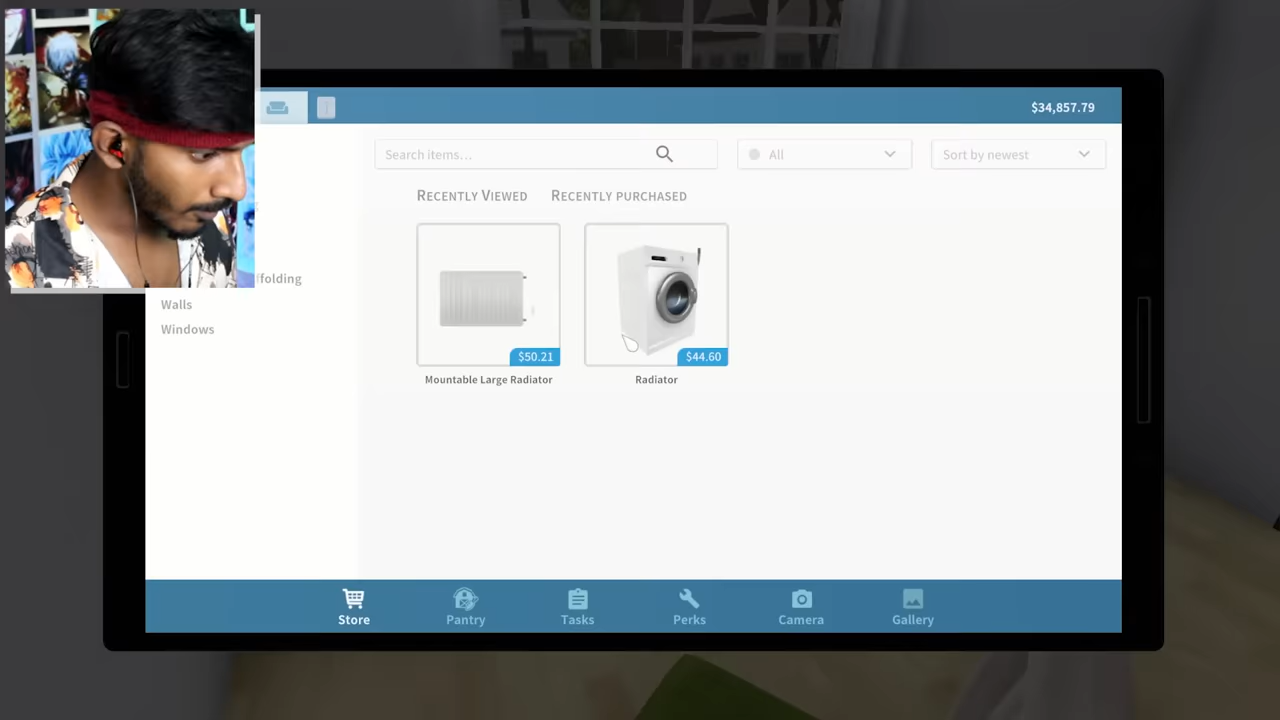 $34,857.79
Search items...
All
Sort by newest
Recently Viewed
Recently purchased
ffolding
Walls
Windows
$50.21
$44.60
Mountable Large Radiator
Radiator
Store
Pantry
Tasks
Perks
Camera
Gallery